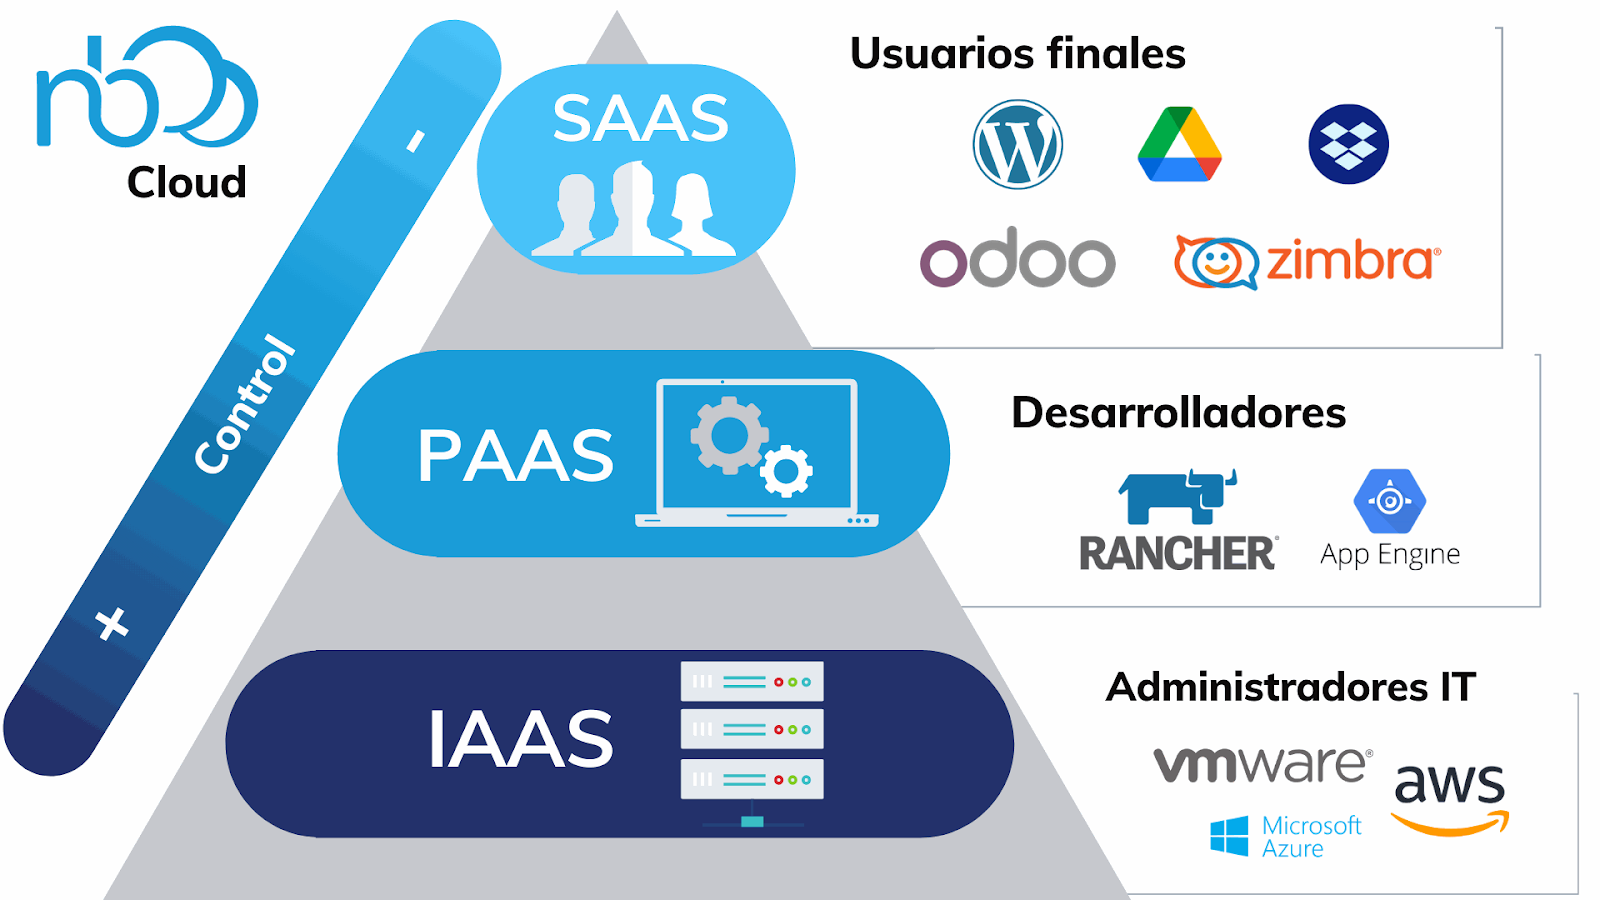 nb
Cloud
-
Control
+
SAAS
Usuarios finales
W
odoo
zimbra®
PAAS
Desarrolladores
RANCHER®
App Engine
IAAS
Administradores IT
vmware®
aws
Microsoft
Azure